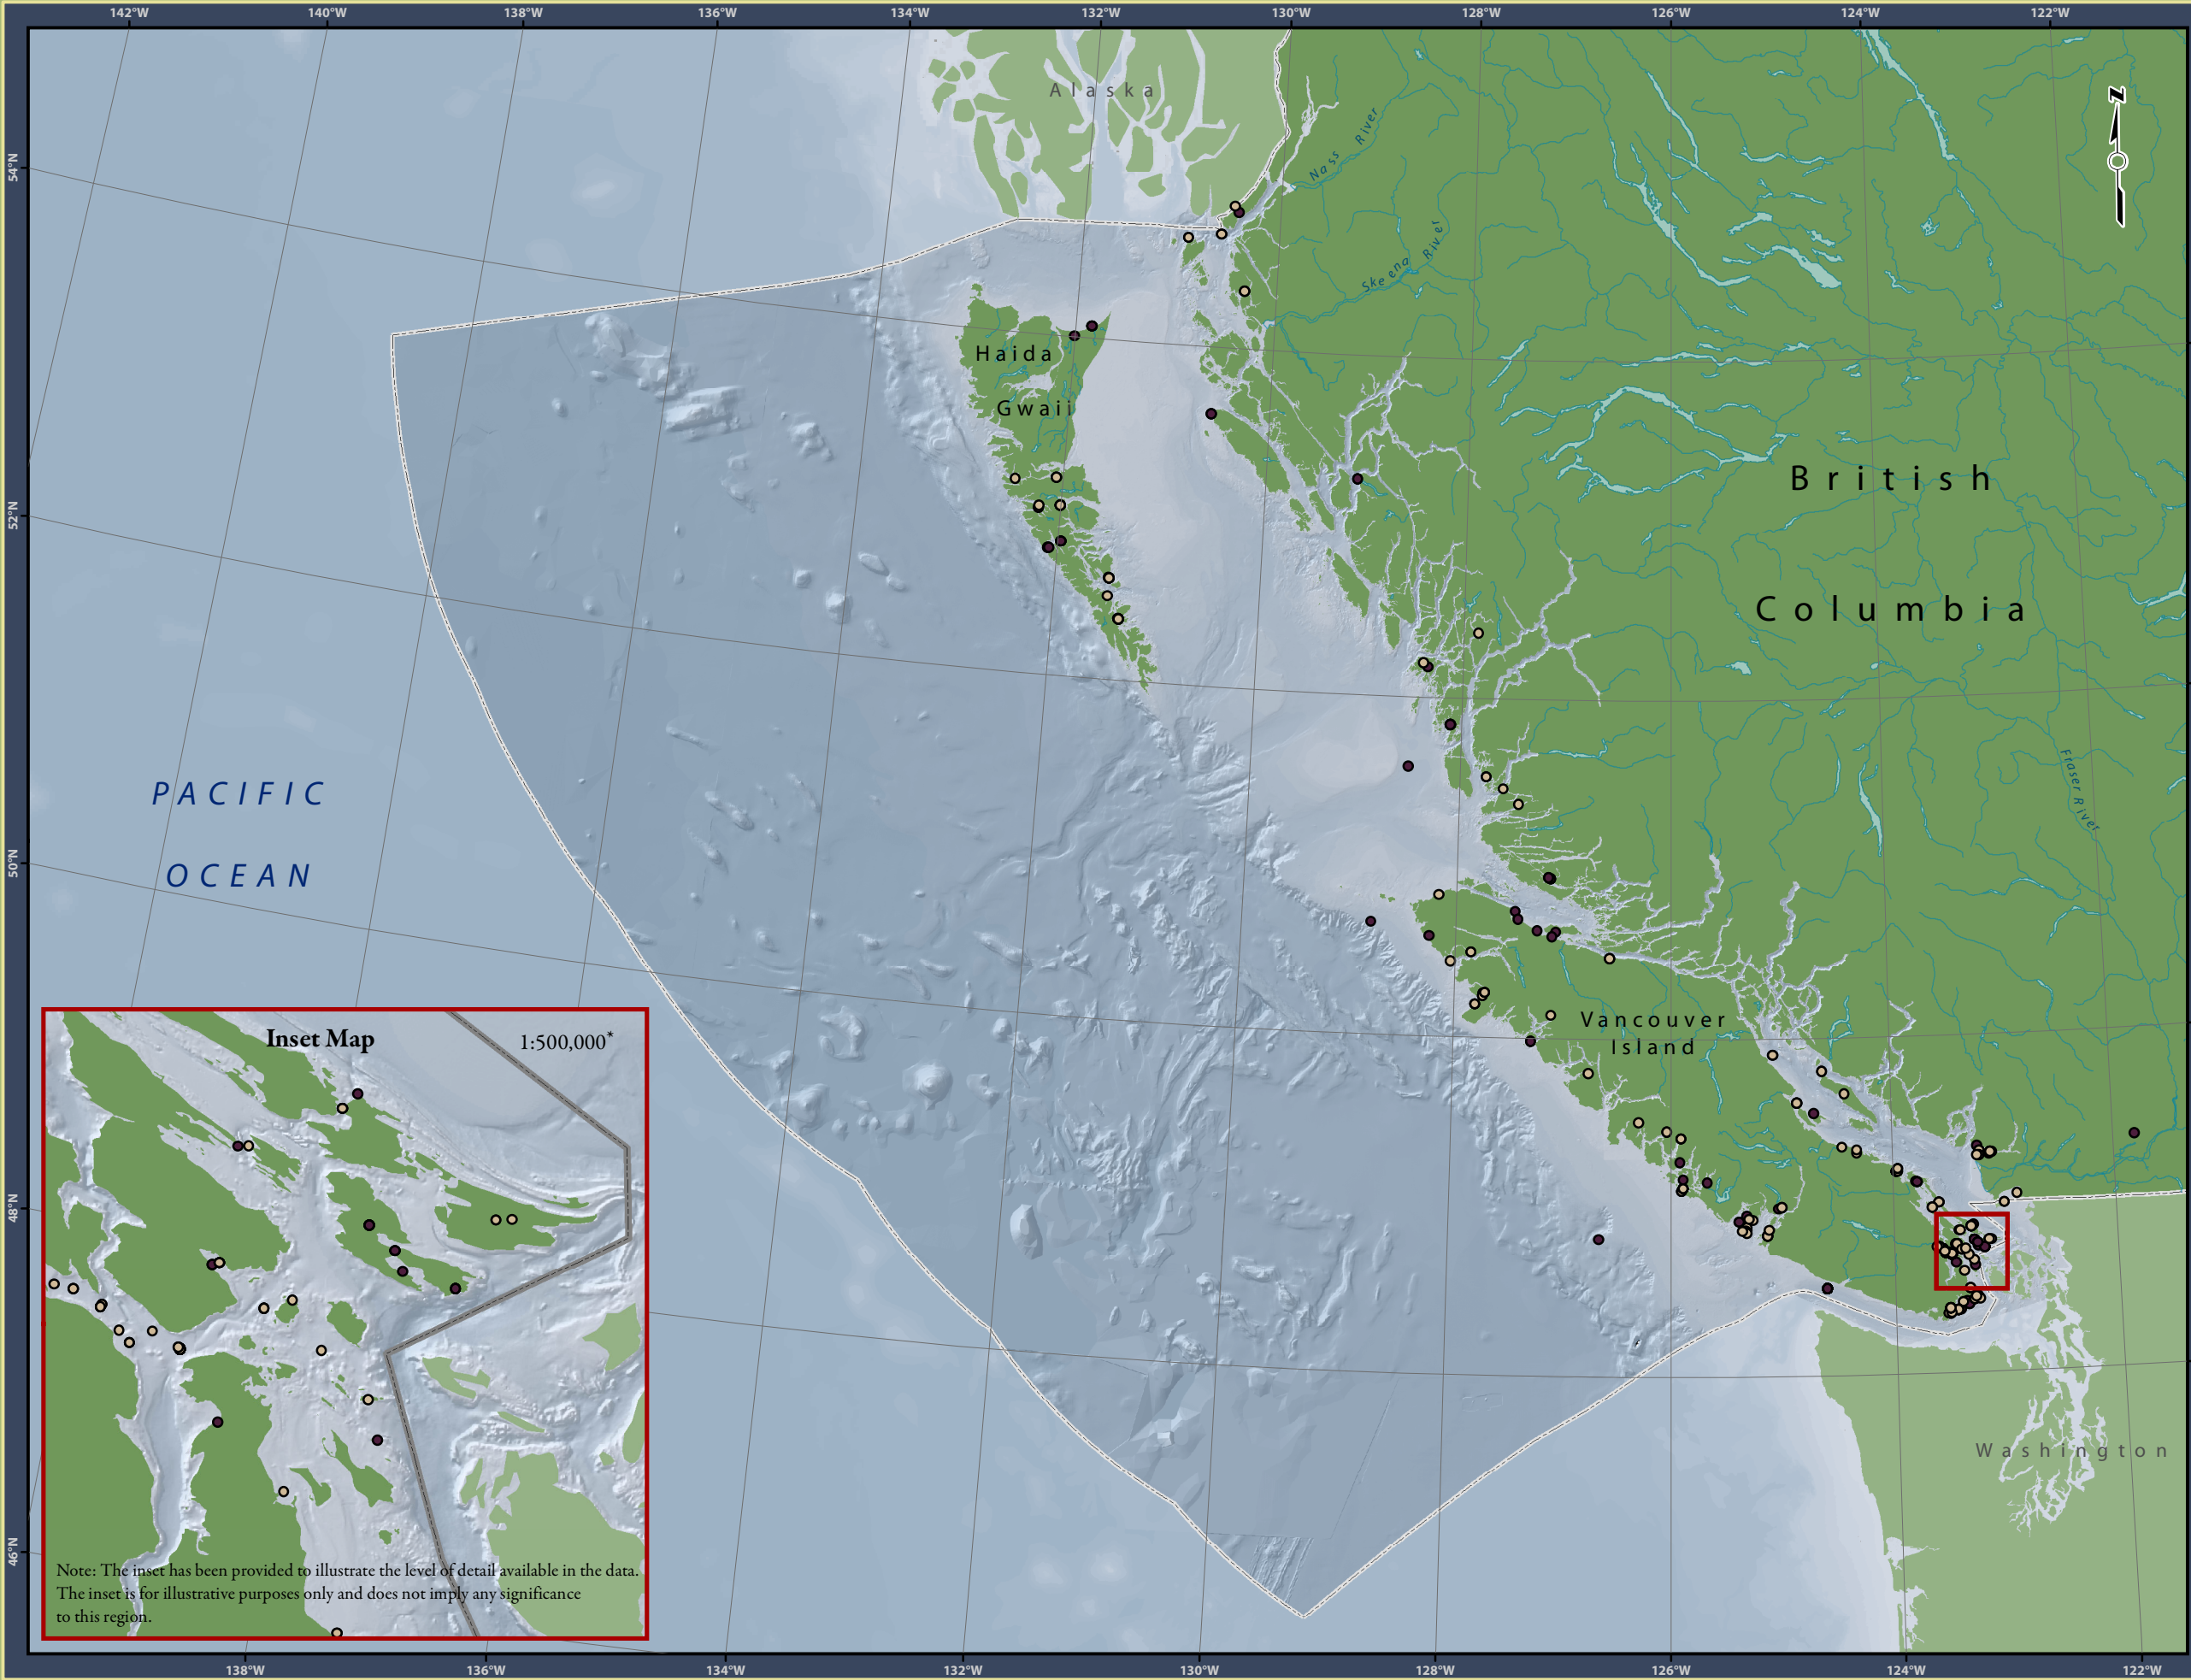 142°W 140°W 138°W 136°W 134°W 132°W 130°W 128°W 126°W 124°W 122°W
Alaska
Nass River
54°N
Skeena River
Haida
Gwaii
British
52°N
Columbia
PACIFIC
Fraser River
OCEAN
50°N
Vancouver
Island
Inset Map
1:500,000*
48°N
Washington
46°N
Note: The inset has been provided to illustrate the level of detail available in the data.
The inset is for illustrative purposes only and does not imply any significance
to this region.
138°W 136°W 134°W 132°W 130°W 128°W 126°W 124°W 122°W
N